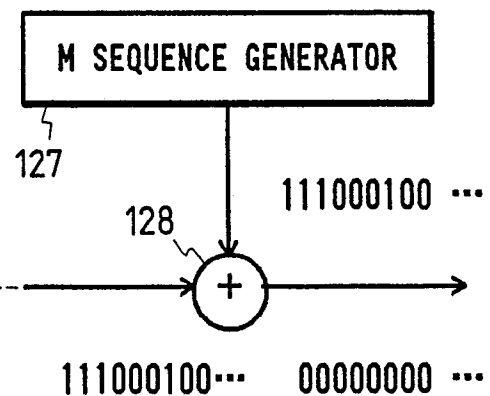 M SEQUENCE GENERATOR
127
111000100 ...
128
+
111000100... 00000000 ...